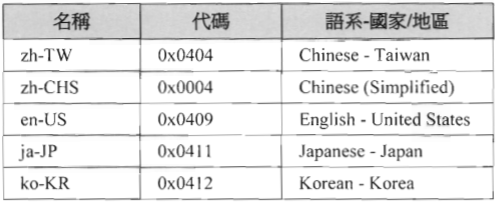 名稱 代碼 語系-國家/地區
zh-TW 0x0404 Chinese - Taiwan
zh-CHS 0x0004 Chinese (Simplified)
en-US 0x0409 English - United States
ja-JP 0x0411 Japanese - Japan
ko-KR 0x0412 Korean - Korea